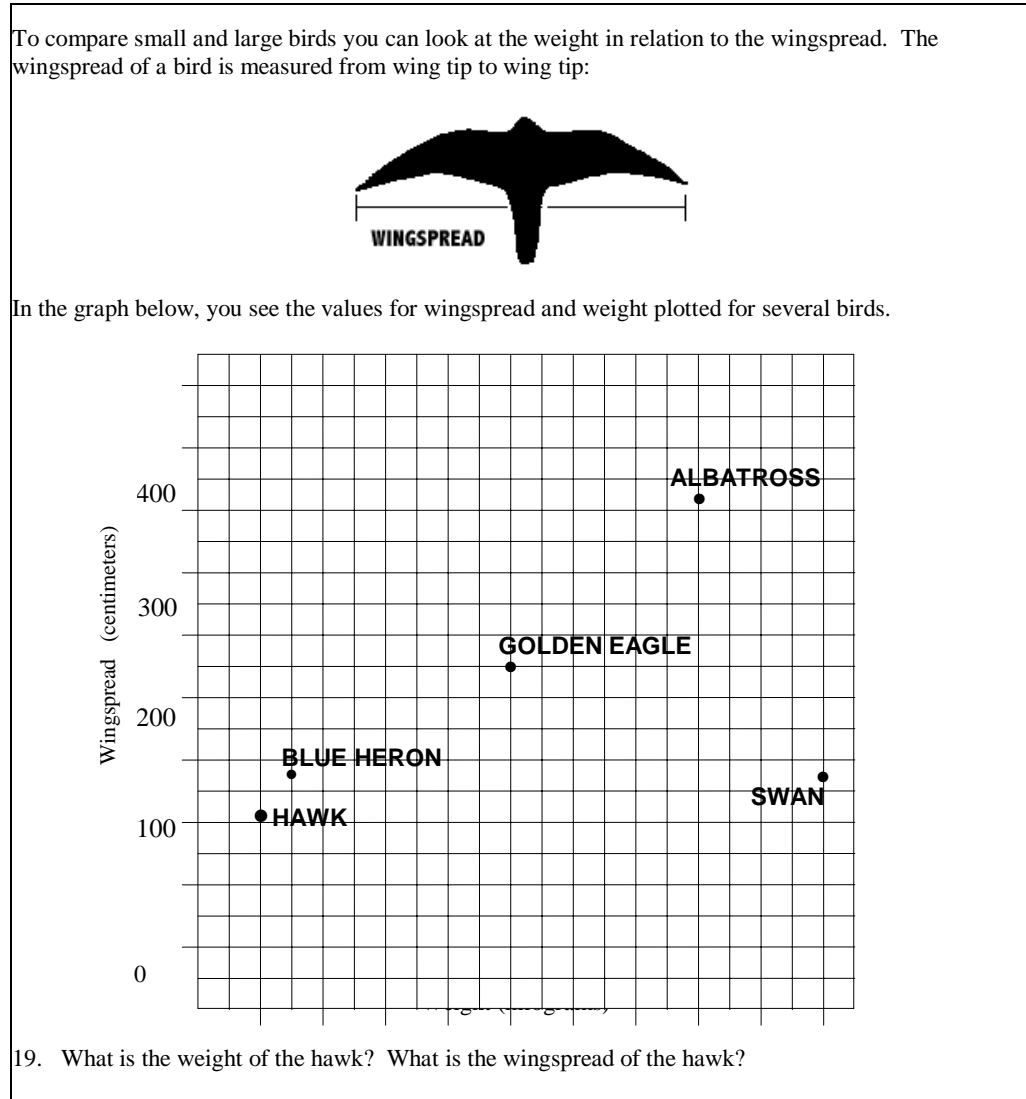 To compare small and large birds you can look at the weight in relation to the wingspread. The
wingspread of a bird is measured from wing tip to wing tip:
WINGSPREAD
In the graph below, you see the values for wingspread and weight plotted for several birds.
Wingspread (centimeters)
400
300
200
100
0
ALBATROSS
GOLDEN EAGLE
BLUE HERON
SWAN
HAWK
19. What is the weight of the hawk? What is the wingspread of the hawk?